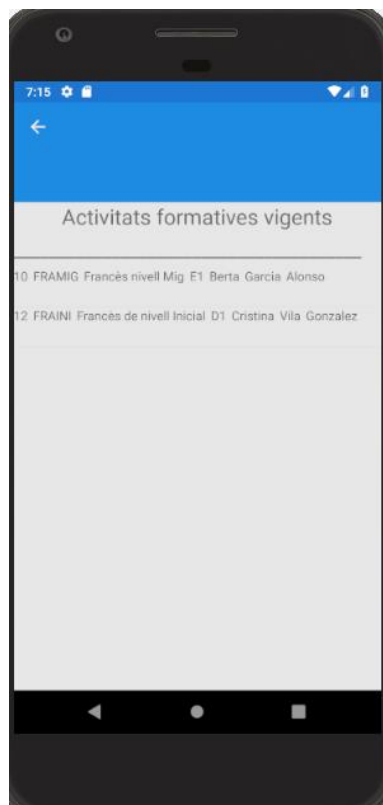 7:15
Activitats formatives vigents
10 FRAMIG Francès nivell Mig E1 Berta Garcia Alonso
12 FRAINI Francès de nivell Inicial D1 Cristina Vila Gonzalez